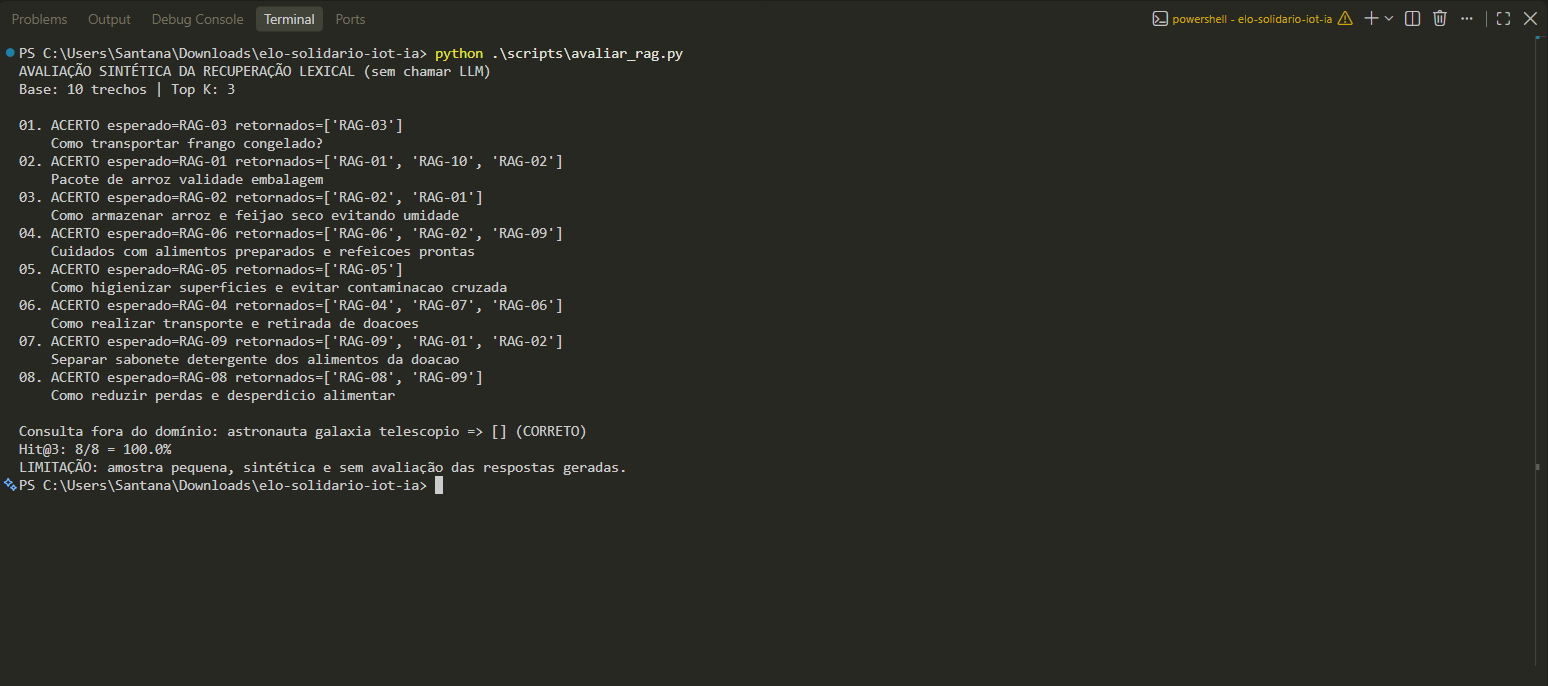 Problems Output Debug Console Terminal Ports powershell - elo-solidario-iot-ia
PS C:\Users\Santana\Downloads\elo-solidario-iot-ia> python .\scripts\avaliar_rag.py
AVALIAÇÃO SINTÉTICA DA RECUPERAÇÃO LEXICAL (sem chamar LLM)
Base: 10 trechos | Top K: 3
01. ACERTO esperado=RAG-03 retornados=['RAG-03']
Como transportar frango congelado?
02. ACERTO esperado=RAG-01 retornados=['RAG-01', 'RAG-10', 'RAG-02']
Pacote de arroz validade embalagem
03. ACERTO esperado=RAG-02 retornados=['RAG-02', 'RAG-01']
Como armazenar arroz e feijao seco evitando umidade
04. ACERTO esperado=RAG-06 retornados=['RAG-06', 'RAG-02', 'RAG-09']
Cuidados com alimentos preparados e refeicoes prontas
05. ACERTO esperado=RAG-05 retornados=['RAG-05']
Como higienizar superficies e evitar contaminacao cruzada
06. ACERTO esperado=RAG-04 retornados=['RAG-04', 'RAG-07', 'RAG-06']
Como realizar transporte e retirada de doacoes
07. ACERTO esperado=RAG-09 retornados=['RAG-09', 'RAG-01', 'RAG-02']
Separar sabonete detergente dos alimentos da doacao
08. ACERTO esperado=RAG-08 retornados=['RAG-08', 'RAG-09']
Como reduzir perdas e desperdicio alimentar
Consulta fora do domínio: astronauta galaxia telescopio => [] (CORRETO)
Hit@3: 8/8 = 100.0%
LIMITAÇÃO: amostra pequena, sintética e sem avaliação das respostas geradas.
PS C:\Users\Santana\Downloads\elo-solidario-iot-ia>